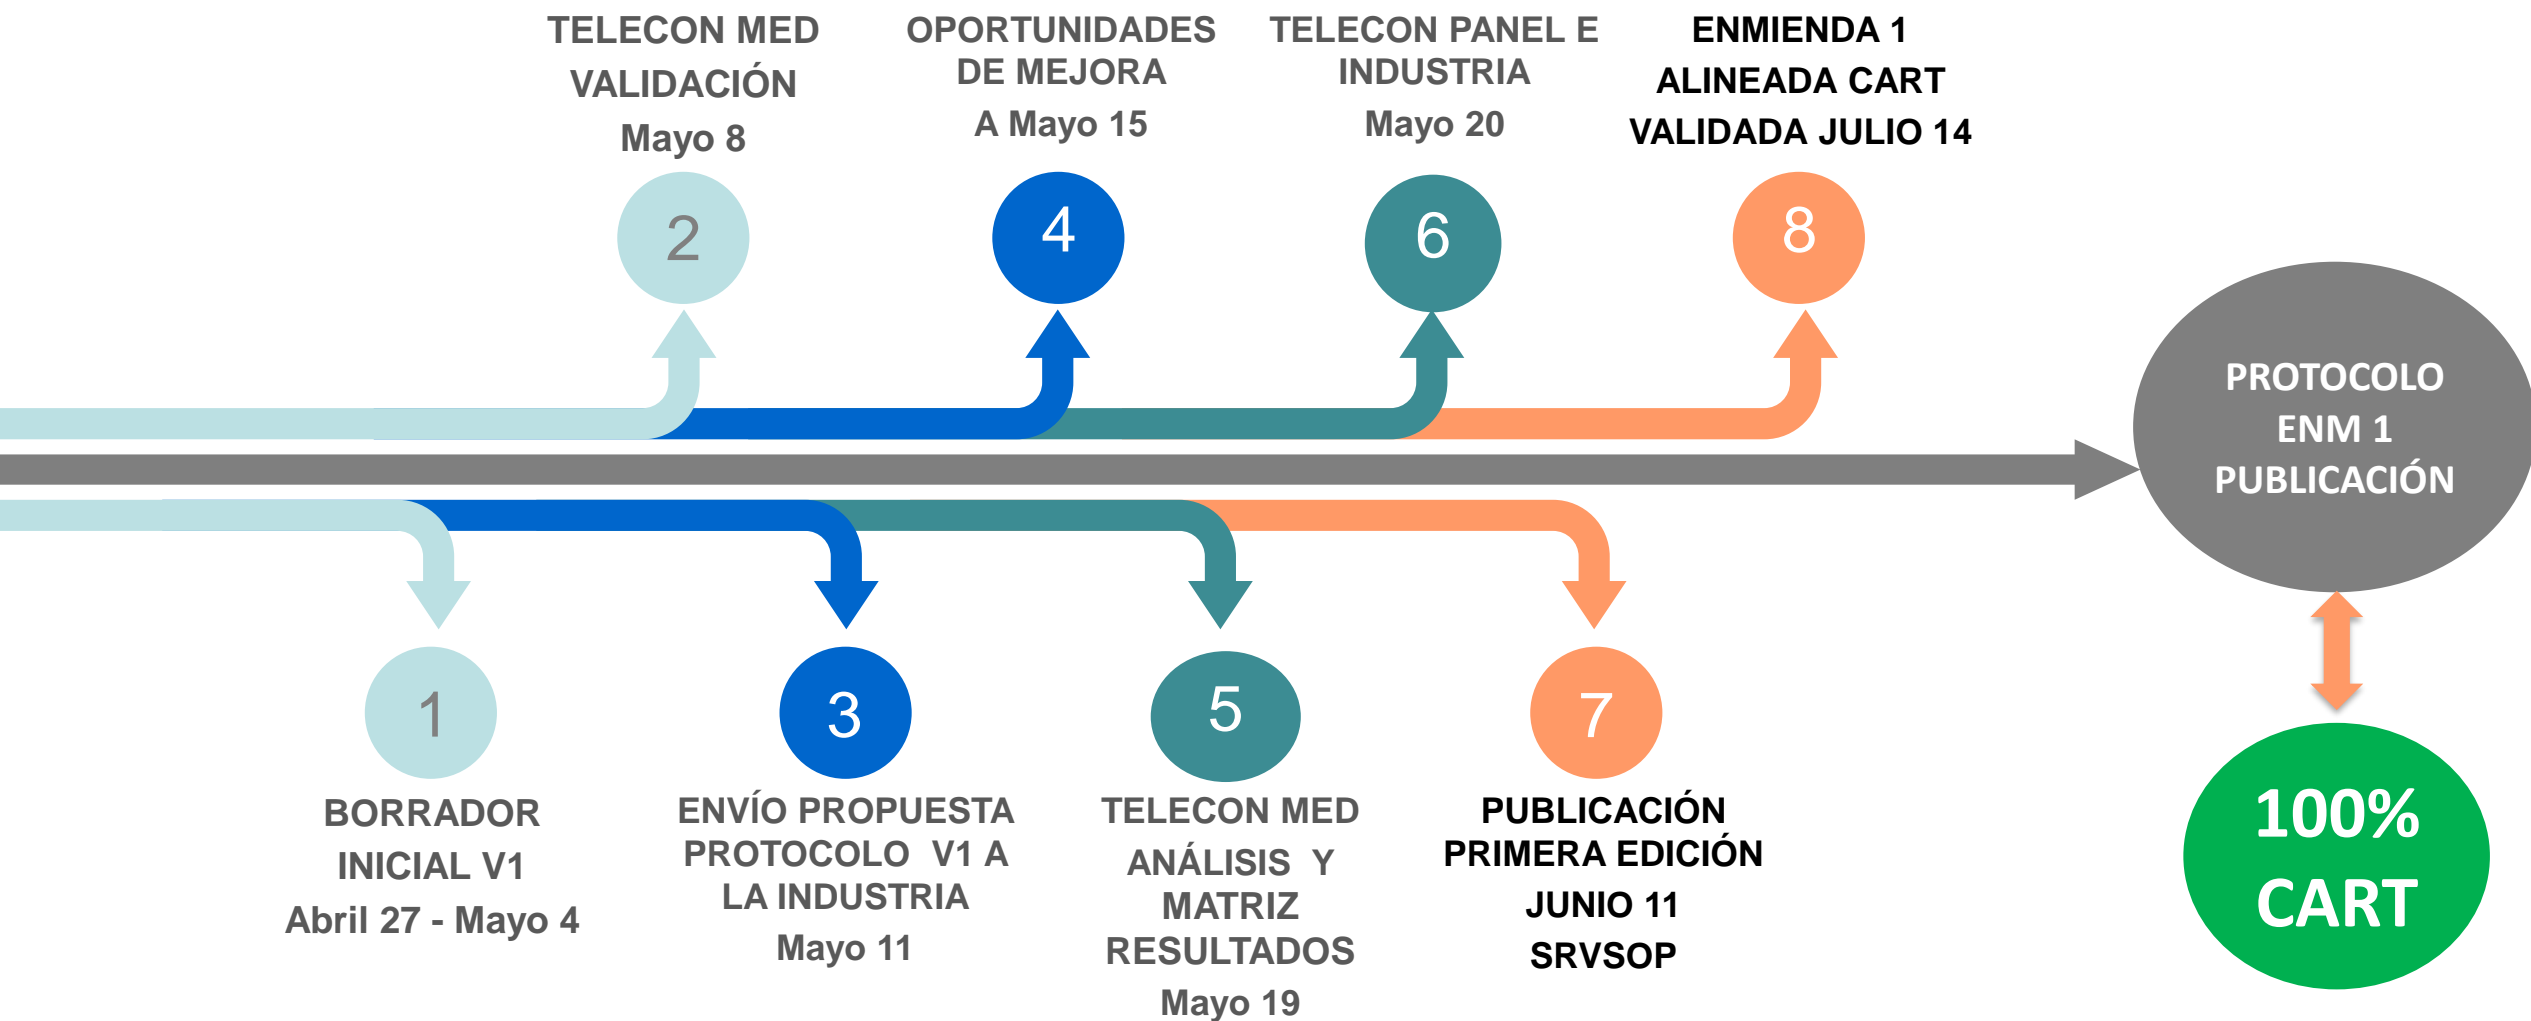 TELECON MED
VALIDACIÓN
Mayo 8
OPORTUNIDADES
DE MEJORA
A Mayo 15
TELECON PANEL E
INDUSTRIA
Mayo 20
ENMIENDA 1
ALINEADA CART
VALIDADA JULIO 14
2
4
6
8
PROTOCOLO
ENM 1
PUBLICACIÓN
1
3
5
7
BORRADOR
INICIAL V1
Abril 27 - Mayo 4
ENVÍO PROPUESTA
PROTOCOLO V1 A
LA INDUSTRIA
Mayo 11
TELECON MED
ANÁLISIS Y
MATRIZ
RESULTADOS
Mayo 19
PUBLICACIÓN
PRIMERA EDICIÓN
JUNIO 11
SRVSOP
100%
CART